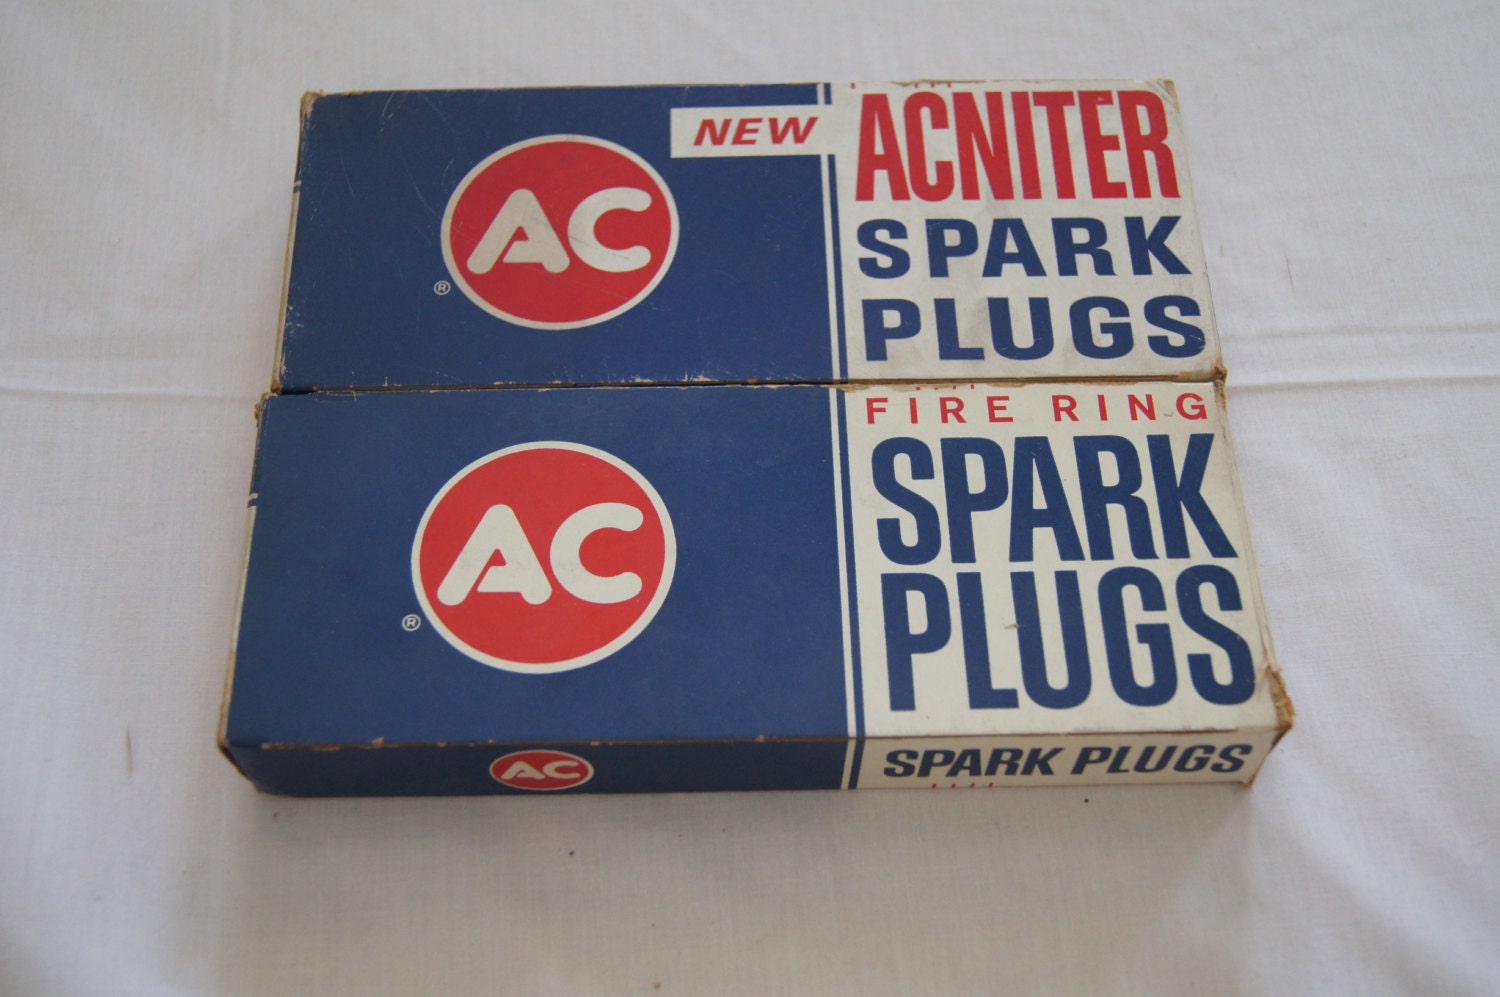 NEW
ACNITER
AC
SPARK
®
PLUGS
FIRE RING
AC
SPARK
®
PLUGS
AC
SPARK PLUGS